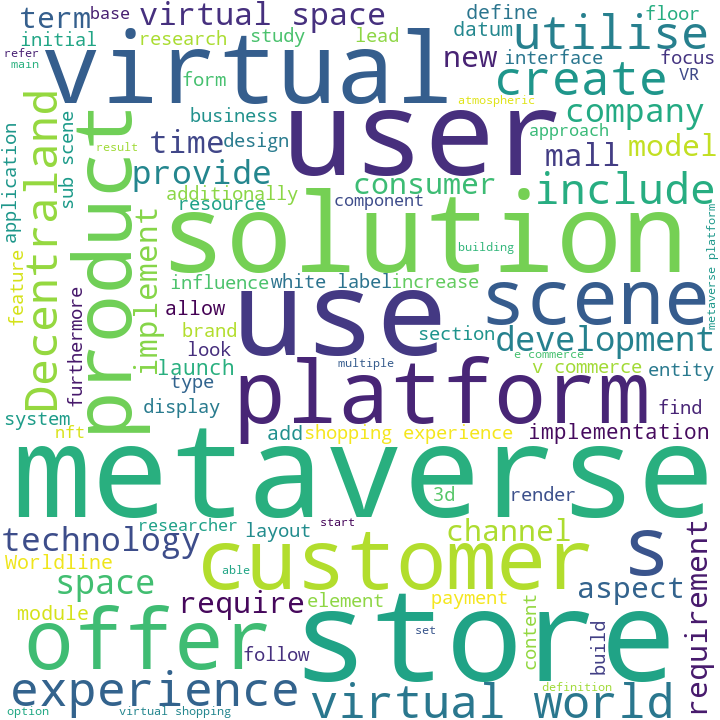 base
term
virtual space
define
floor
initial
research
study
lead
datum
utilise
refer
main
virtual
form
new
interface
focus
create
VR
atmospheric
business
company
application
sub scene
product
result
time
design
user
approach
mall
model
Decentraland
provide
consumer
include
additionally
resource
component
implement
solution
building
metaverse platform
feature
furthermore
influence
white label
increase
use
scene
allow
brand
look
section
development
launch
multiple
e commerce
v commerce
entity
type
display
platform
find
system
nft
add
shopping experience
implementation
metaverse
3d
render
researcher
layout
start
technology
channel
s
requirement
Worldline
able
customer
space
aspect
module
require
element
payment
content
build
offer
store
set
follow
experience
definition
option
virtual shopping
virtual world